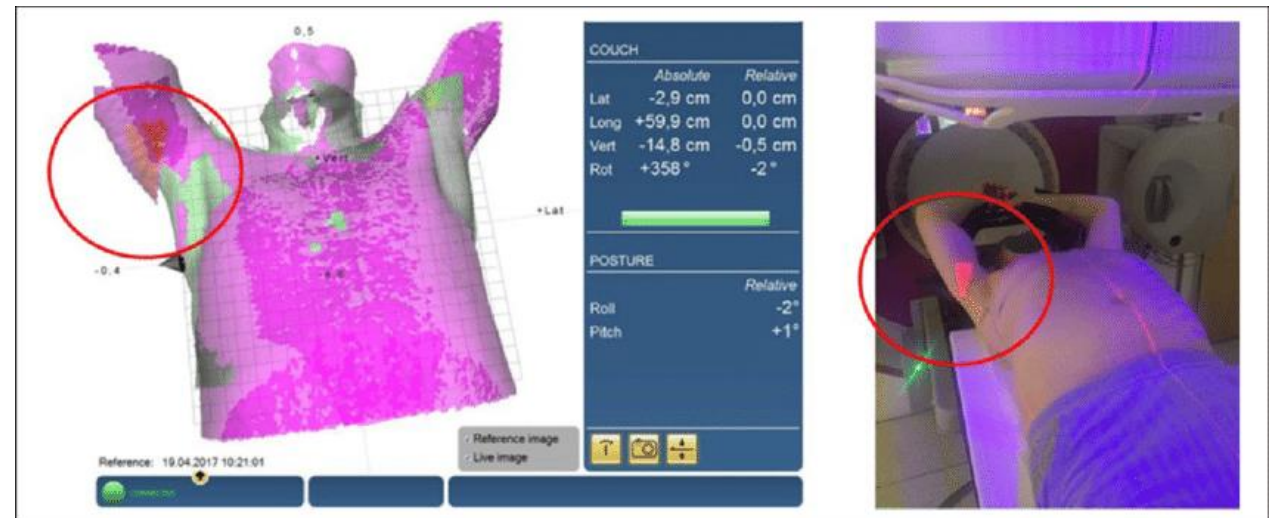 0,5
+Vert
+Lat
-0,4
COUCH
Absolute Relative
Lat -2,9 cm 0,0 cm
Long +59,9 cm 0,0 cm
Vert -14,8 cm -0,5 cm
Rot +358° -2°
POSTURE
Relative
Roll -2°
Pitch +1°
Reference image
Live image
Reference: 19.04.2017 10:21:01